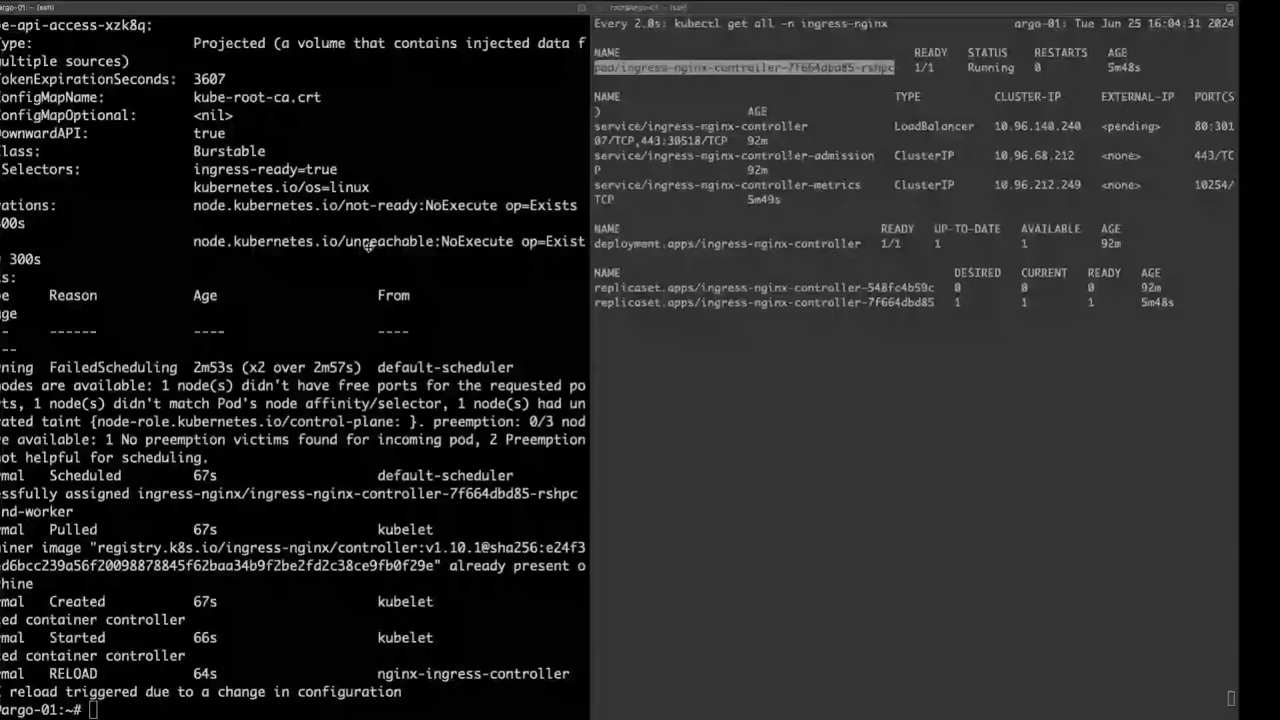 argo-01: ~ (ssh)
e-api-access-xzk8q:
ype:                    Projected (a volume that contains injected data f
multiple sources)
okenExpirationSeconds:  3607
onfigMapName:           kube-root-ca.crt
onfigMapOptional:       <nil>
ownwardAPI:             true
lass:                   Burstable
Selectors:              ingress-ready=true
kubernetes.io/os=linux
ations:                 node.kubernetes.io/not-ready:NoExecute op=Exists
00s
node.kubernetes.io/unreachable:NoExecute op=Exist
300s
s:
e     Reason            Age                    From
ge
-     ------            ----                   ----
--
ning  FailedScheduling  2m53s (x2 over 2m57s)  default-scheduler
nodes are available: 1 node(s) didn't have free ports for the requested po
rts, 1 node(s) didn't match Pod's node affinity/selector, 1 node(s) had un
rated taint {node-role.kubernetes.io/control-plane: }. preemption: 0/3 nod
e available: 1 No preemption victims found for incoming pod, 2 Preemption
not helpful for scheduling.
mal   Scheduled         67s                    default-scheduler
essfully assigned ingress-nginx/ingress-nginx-controller-7f664dbd85-rshpc
nd-worker
mal   Pulled            67s                    kubelet
iner image "registry.k8s.io/ingress-nginx/controller:v1.10.1@sha256:e24f3
d6bcc239a56f20098878845f62baa34b9f2be2fd2c38ce9fb0f29e" already present o
hine
mal   Created           67s                    kubelet
ed container controller
mal   Started           66s                    kubelet
ed container controller
mal   RELOAD            64s                    nginx-ingress-controller
reload triggered due to a change in configuration
argo-01:~#
Every 2.0s: kubectl get all -n ingress-nginx    argo-01: Tue Jun 25 16:04:31 2024
NAME    READY   STATUS    RESTARTS   AGE
pod/ingress-nginx-controller-7f664dbd85-rshpc   1/1   Running   0   5m48s
NAME    TYPE   CLUSTER-IP   EXTERNAL-IP   PORT(S
)   AGE
service/ingress-nginx-controller   LoadBalancer   10.96.140.240   <pending>   80:301
07/TCP,443:30518/TCP   92m
service/ingress-nginx-controller-admission   ClusterIP   10.96.68.212   <none>   443/TC
P   92m
service/ingress-nginx-controller-metrics   ClusterIP   10.96.212.249   <none>   10254/
TCP   5m49s
NAME    READY   UP-TO-DATE   AVAILABLE   AGE
deployment.apps/ingress-nginx-controller   1/1   1   1   92m
NAME    DESIRED   CURRENT   READY   AGE
replicaset.apps/ingress-nginx-controller-548fc4b59c   0   0   0   92m
replicaset.apps/ingress-nginx-controller-7f664dbd85   1   1   1   5m48s